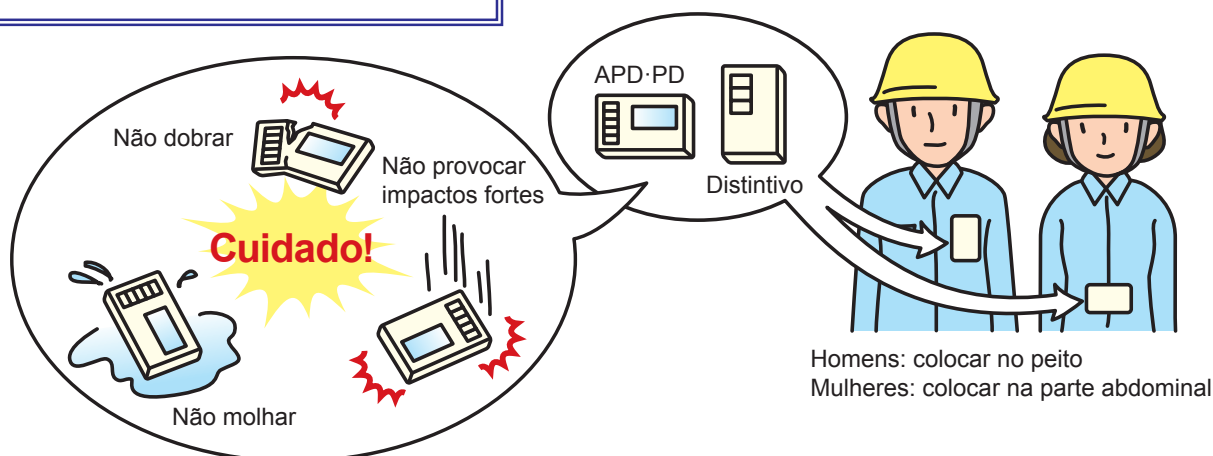 Não dobrar
Não provocar
impactos fortes
Cuidado!
Não molhar
APD·PD
Distintivo
Homens: colocar no peito
Mulheres: colocar na parte abdominal